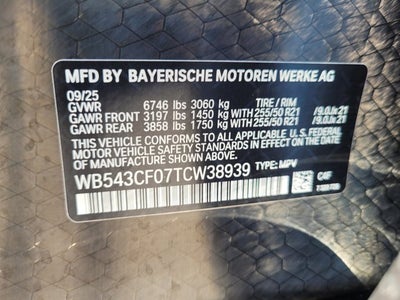 MFD BY BAYERISCHE MOTOREN WERKE AG
09/25
GVWR 6746 lbs 3060 kg TIRE / RIM
GAWR FRONT 3197 lbs 1450 kg WITH 255/50 R21 /9.0Jx21
GAWR REAR 3858 lbs 1750 kg WITH 255/50 R21 /9.0Jx21
THIS VEHICLE CONFORMS TO ALL APPLICABLE U.S. FEDERAL
MOTOR VEHICLE SAFETY STANDARDS IN EFFECT ON THE DATE
OF MANUFACTURE SHOWN ABOVE.
WB543CF07TCW38939 TYPE: MPV
C4F